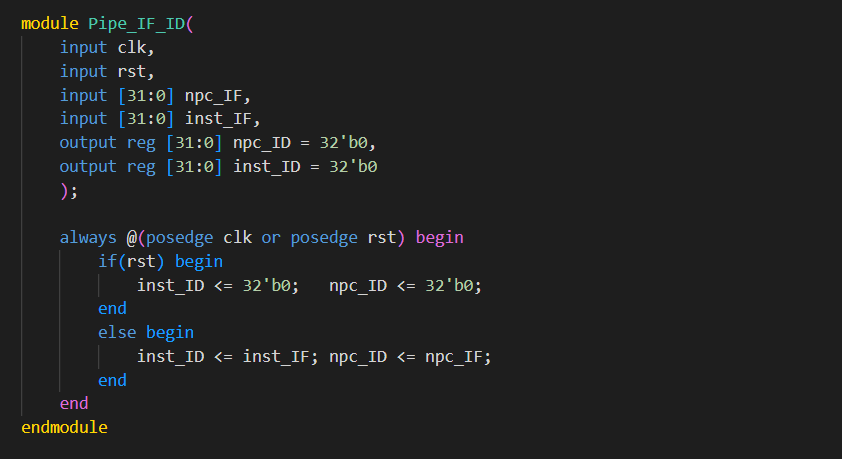 module Pipe_IF_ID(
    input clk,
    input rst,
    input [31:0] npc_IF,
    input [31:0] inst_IF,
    output reg [31:0] npc_ID = 32'b0,
    output reg [31:0] inst_ID = 32'b0
    );

    always @(posedge clk or posedge rst) begin
        if(rst) begin
            inst_ID <= 32'b0;   npc_ID <= 32'b0;
        end
        else begin
            inst_ID <= inst_IF; npc_ID <= npc_IF;
        end
    end
endmodule